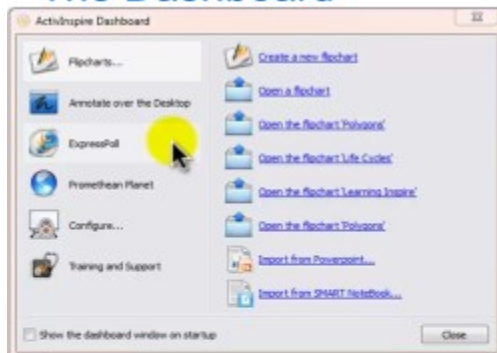 The Dashboard
ActivInspire Dashboard
Flipcharts...
Annotate over the Desktop
ExpressPoll
Promethean Planet
Configure...
Training and Support
Create a new flipchart
Open a flipchart
Open the flipchart 'Polygons'
Open the flipchart 'Life Cycles'
Open the flipchart 'Learning Inspire'
Open the flipchart 'Polygons'
Import from Powerpoint...
Import from SMART NoteBook...
Show the dashboard window on startup
Close